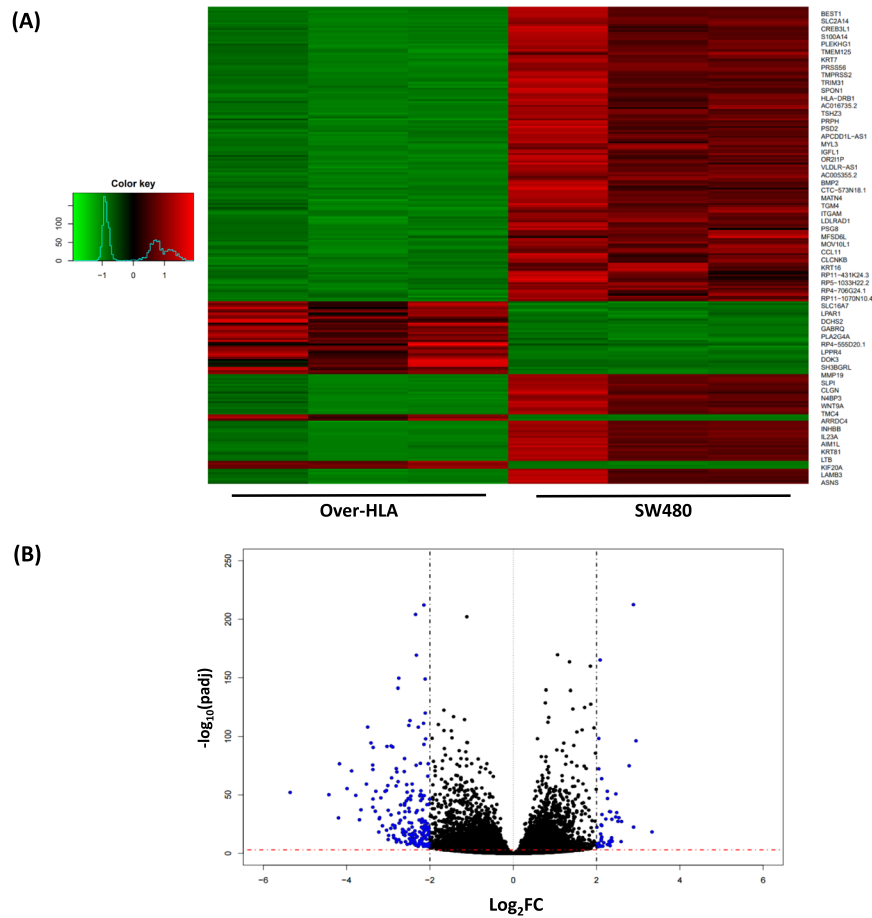 (A)
Color key
0 50 100
−1 0 1
BEST1
SLC2A14
CREB3L1
S100A14
PLEKHG1
TMEM125
KRT7
PRSS56
TMPRSS2
TRIM31
SPON1
HLA−DRB1
AC016735.2
TSHZ3
PRPH
PSD2
APCDD1L−AS1
MYL3
IGFL1
OR2I1P
VLDLR−AS1
AC005355.2
BMP2
CTC−573N18.1
MATN4
TGM4
ITGAM
LDLRAD1
PSG8
MFSD6L
MOV10L1
CCL11
CLCNKB
KRT16
RP11−431K24.3
RP5−1033H22.2
RP4−706G24.1
RP11−1070N10.4
SLC16A7
LPAR1
DCHS2
GABRQ
PLA2G4A
RP4−555D20.1
LPPR4
DOK3
SH3BGRL
MMP19
SLPI
CLGN
N4BP3
WNT9A
TMC4
ARRDC4
INHBB
IL23A
AIM1L
KRT81
LTB
KIF20A
LAMB3
ASNS
Over-HLA SW480
(B)
-log10(padj)
250
200
150
100
50
0
−6 −4 −2 0 2 4 6
Log2FC